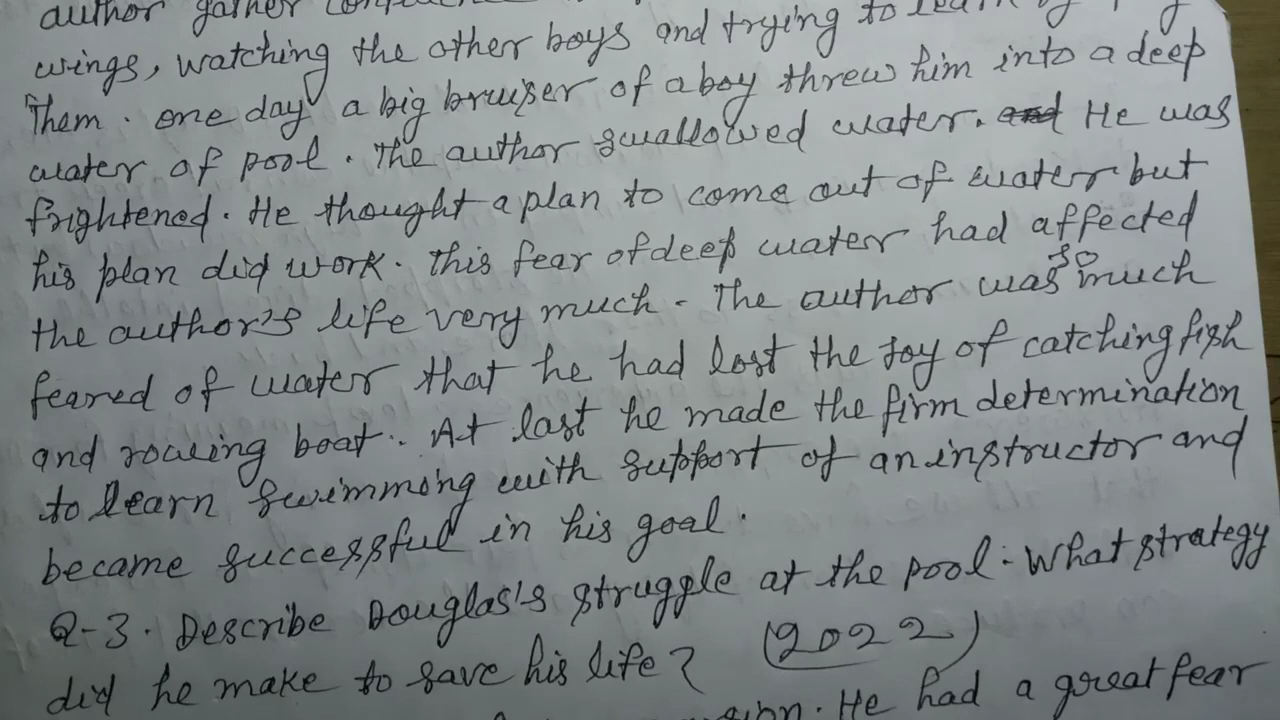 author gather
wings, watching the other boys and trying to
Them. one day a big bruiser of a boy threw him into a deep
water of pool. The author swallowed water. and He was
frightened. He thought a plan to come out of water but
his plan did work. This fear of deep water had affected
the author's life very much. The author was so much
feared of water that he had lost the joy of catching fish
and rowing boat. At last he made the firm determination
to learn swimming with support of an instructor and
became successful in his goal.
Q-3. Describe Douglas's struggle at the pool. What strategy
did he make to save his life? (2022)
He had a great fear